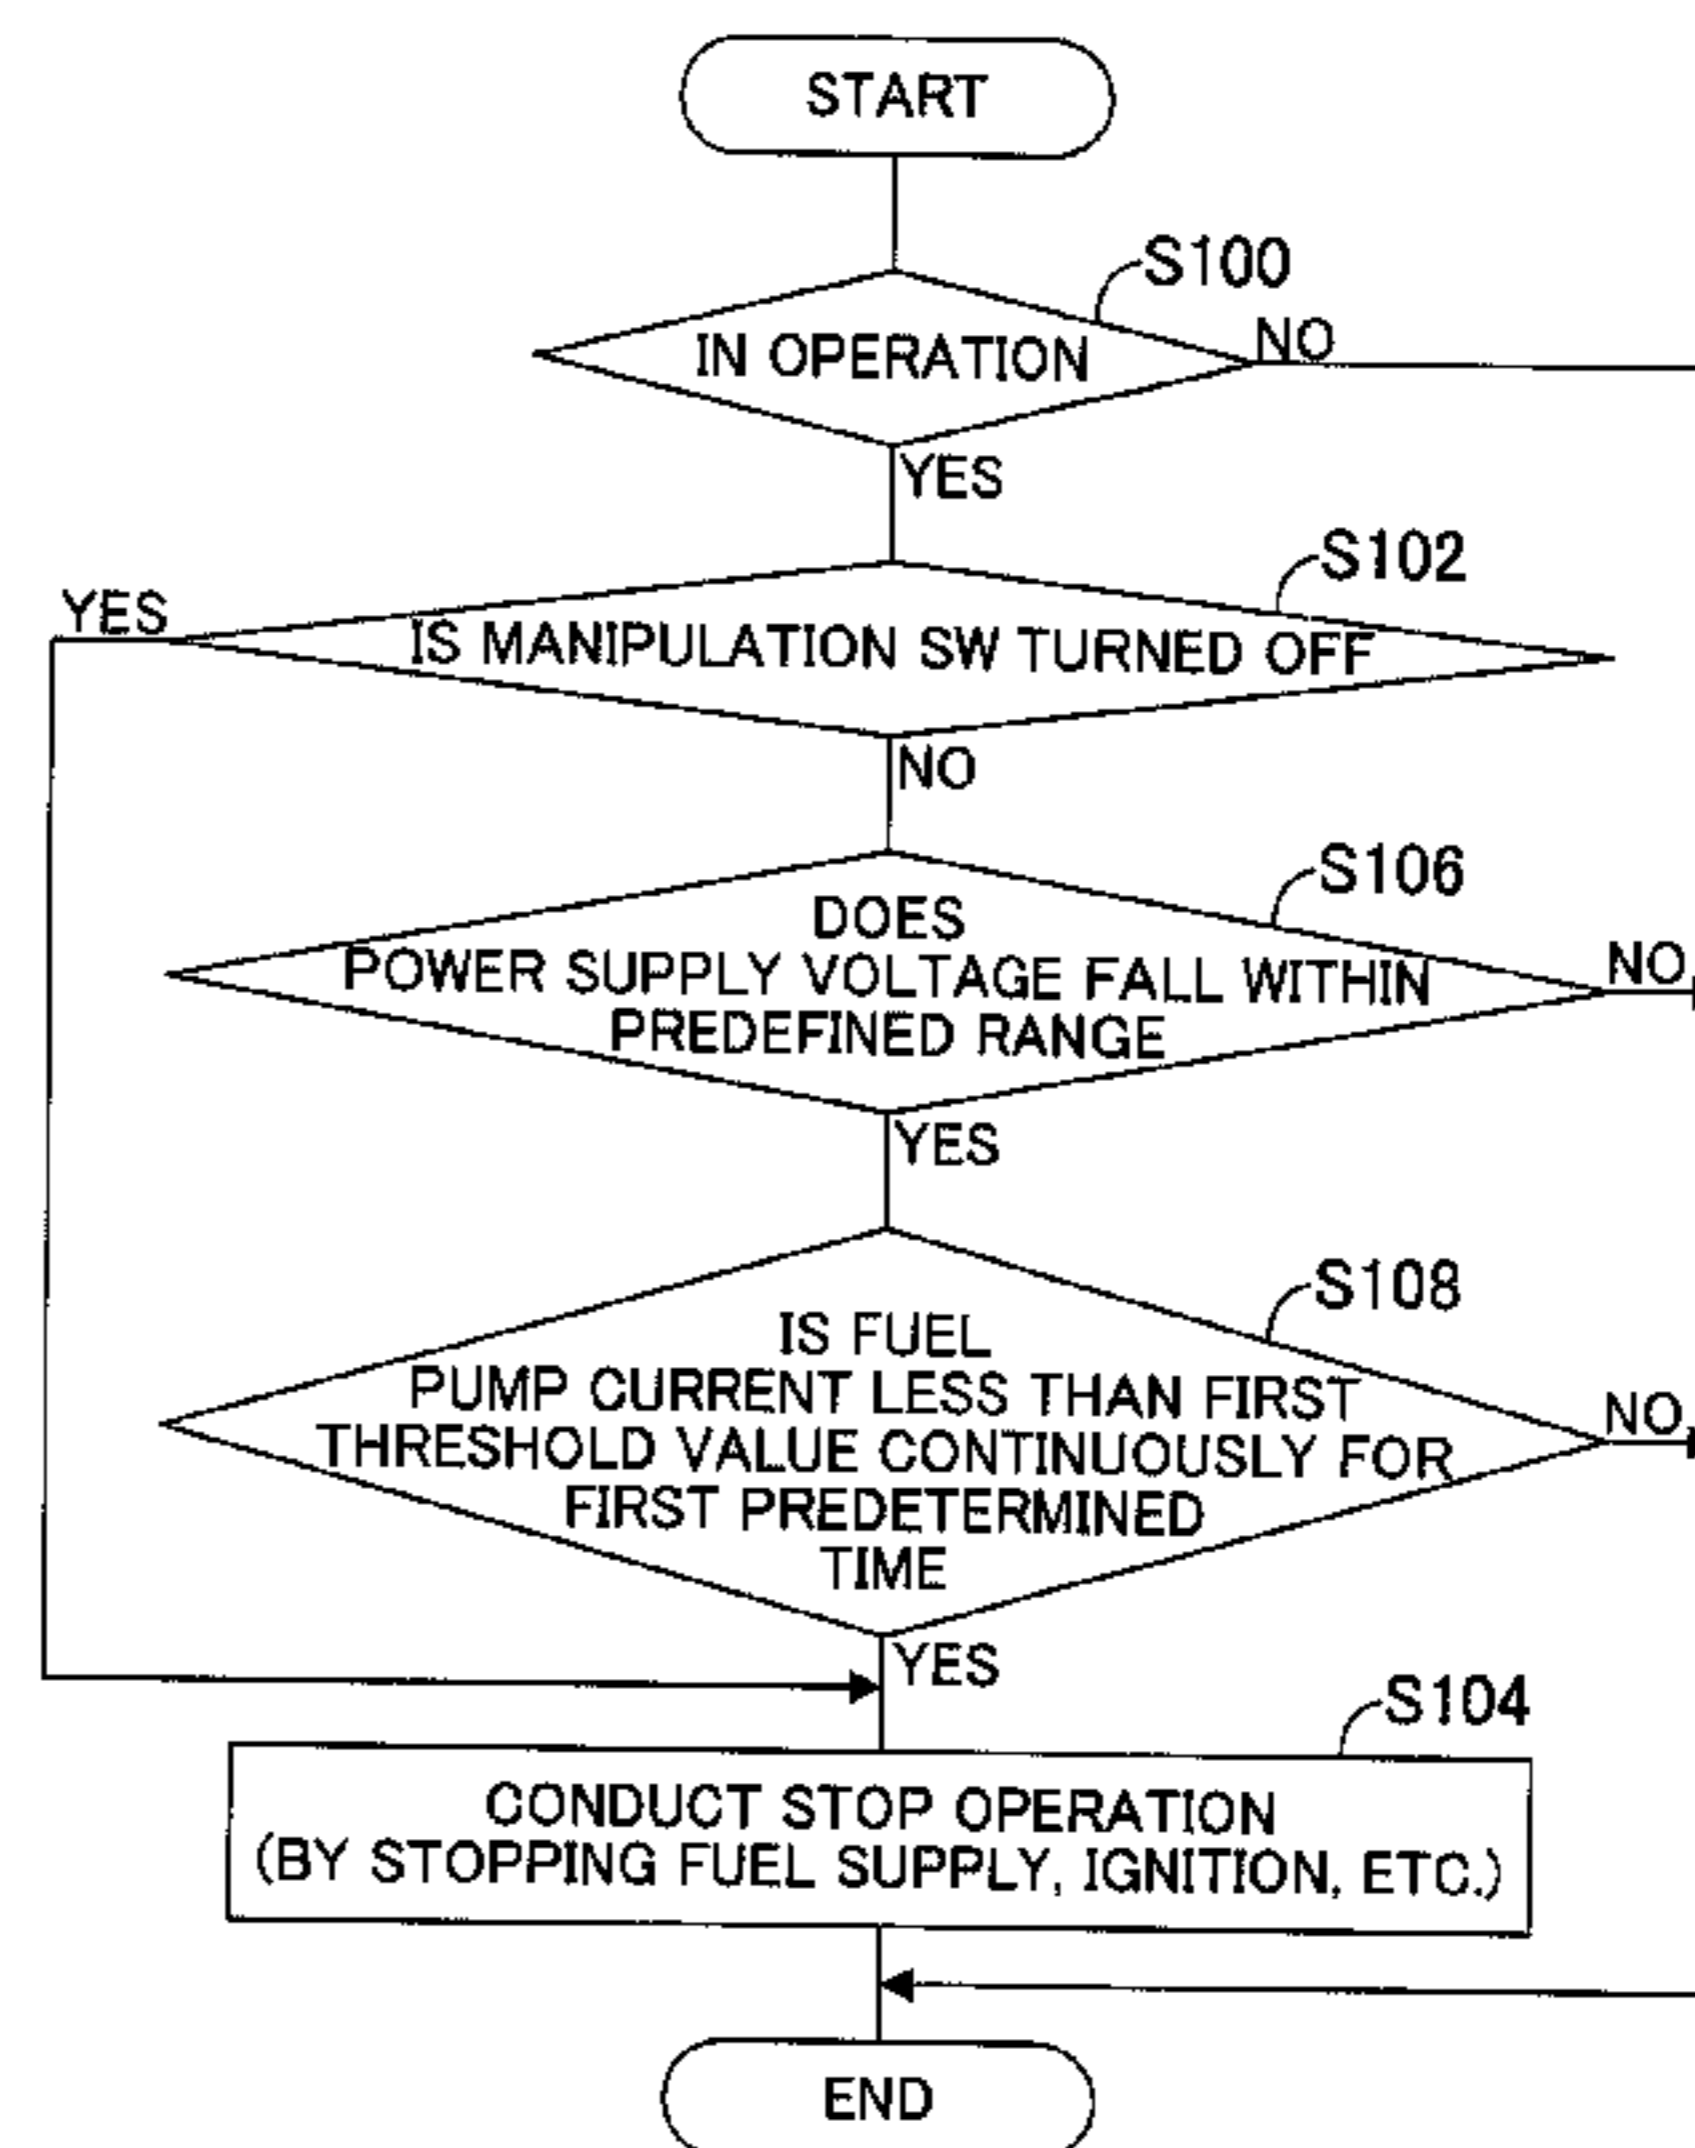 START
S100
IN OPERATION
NO
YES
S102
YES
IS MANIPULATION SW TURNED OFF
NO
S106
DOES
POWER SUPPLY VOLTAGE FALL WITHIN
PREDEFINED RANGE
NO
YES
S108
IS FUEL
PUMP CURRENT LESS THAN FIRST
THRESHOLD VALUE CONTINUOUSLY FOR
FIRST PREDETERMINED
TIME
NO
YES
S104
CONDUCT STOP OPERATION
(BY STOPPING FUEL SUPPLY, IGNITION, ETC.)
END